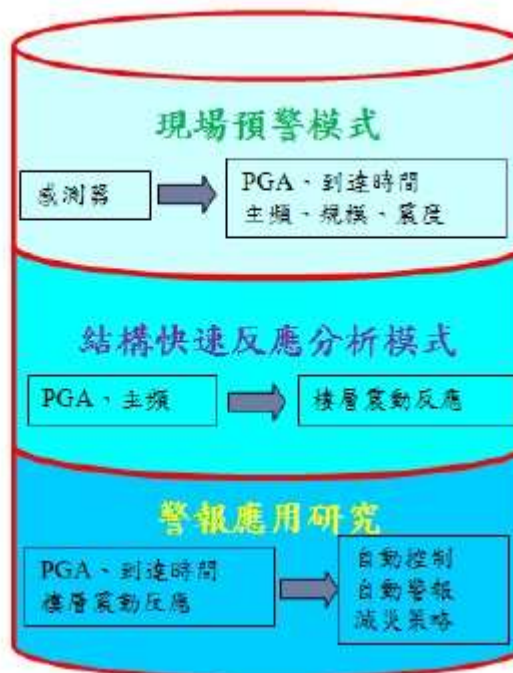 現場預警模式
感測器
PGA、到達時間
主頻、規模、震度
結構快速反應分析模式
PGA、主頻
樓層震動反應
警報應用研究
PGA、到達時間
樓層震動反應
自動控制
自動警報
減災策略